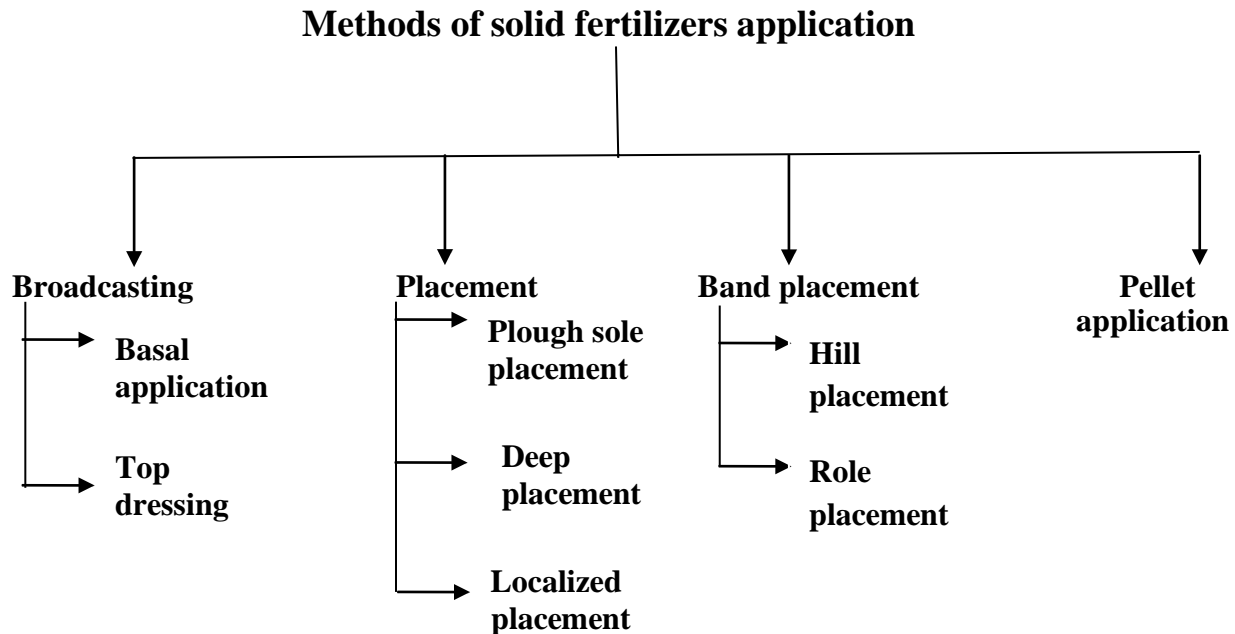 Methods of solid fertilizers application
Broadcasting
Basal
application
Top
dressing
Placement
Plough sole
placement
Deep
placement
Localized
placement
Band placement
Hill
placement
Role
placement
Pellet
application